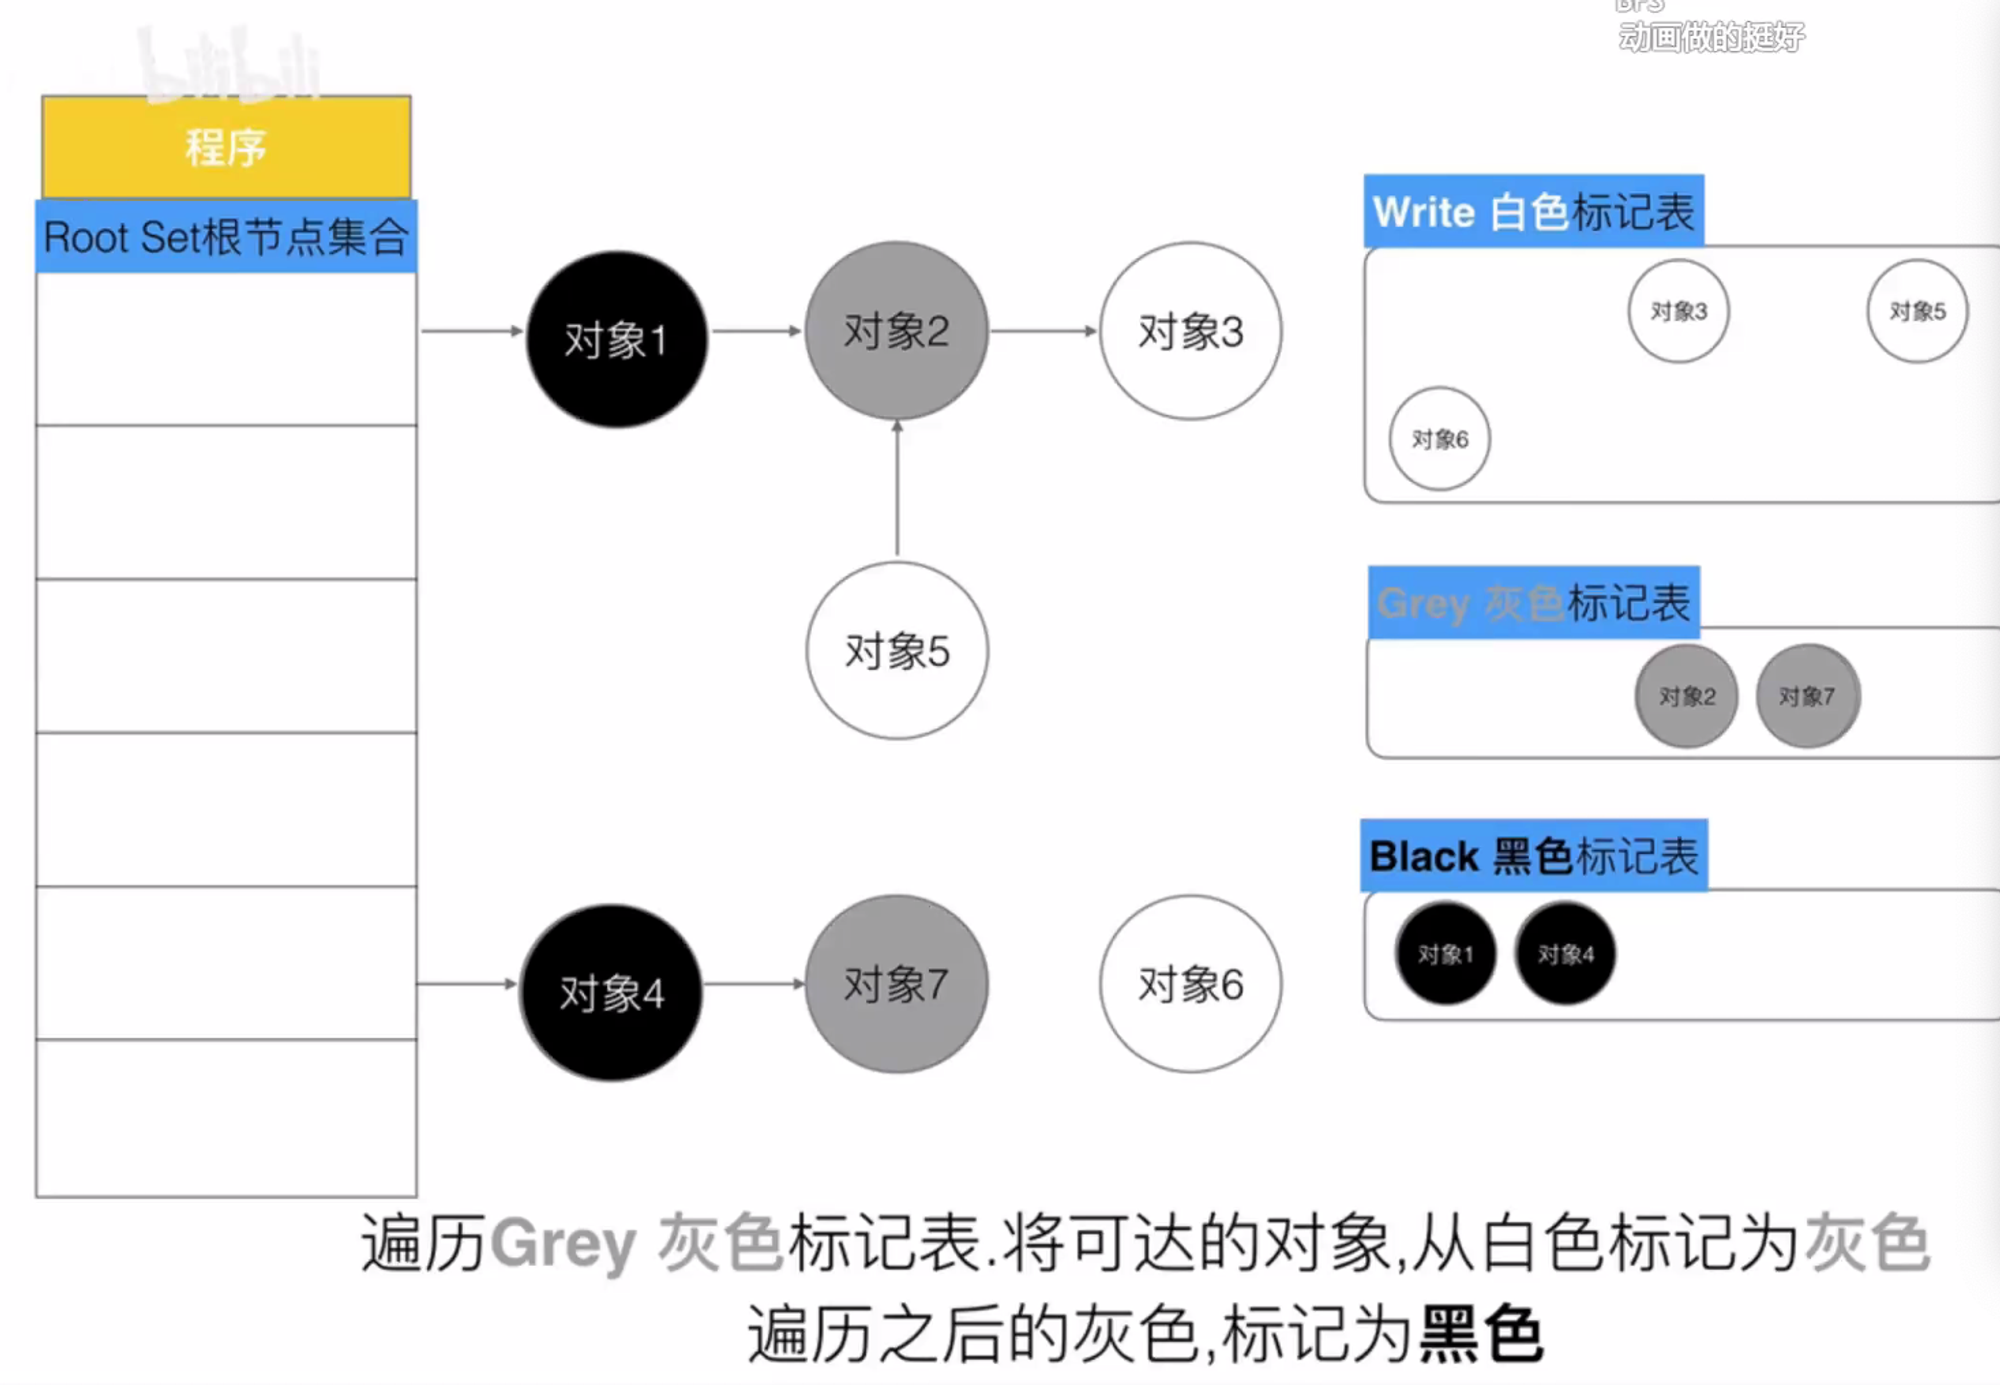 BFS
动画做的挺好
bilibili
程序
Root Set根节点集合
对象1
对象2
对象3
对象5
对象4
对象7
对象6
Write 白色标记表
对象3
对象5
对象6
Grey 灰色标记表
对象2
对象7
Black 黑色标记表
对象1
对象4
遍历Grey 灰色标记表.将可达的对象,从白色标记为灰色
遍历之后的灰色,标记为黑色